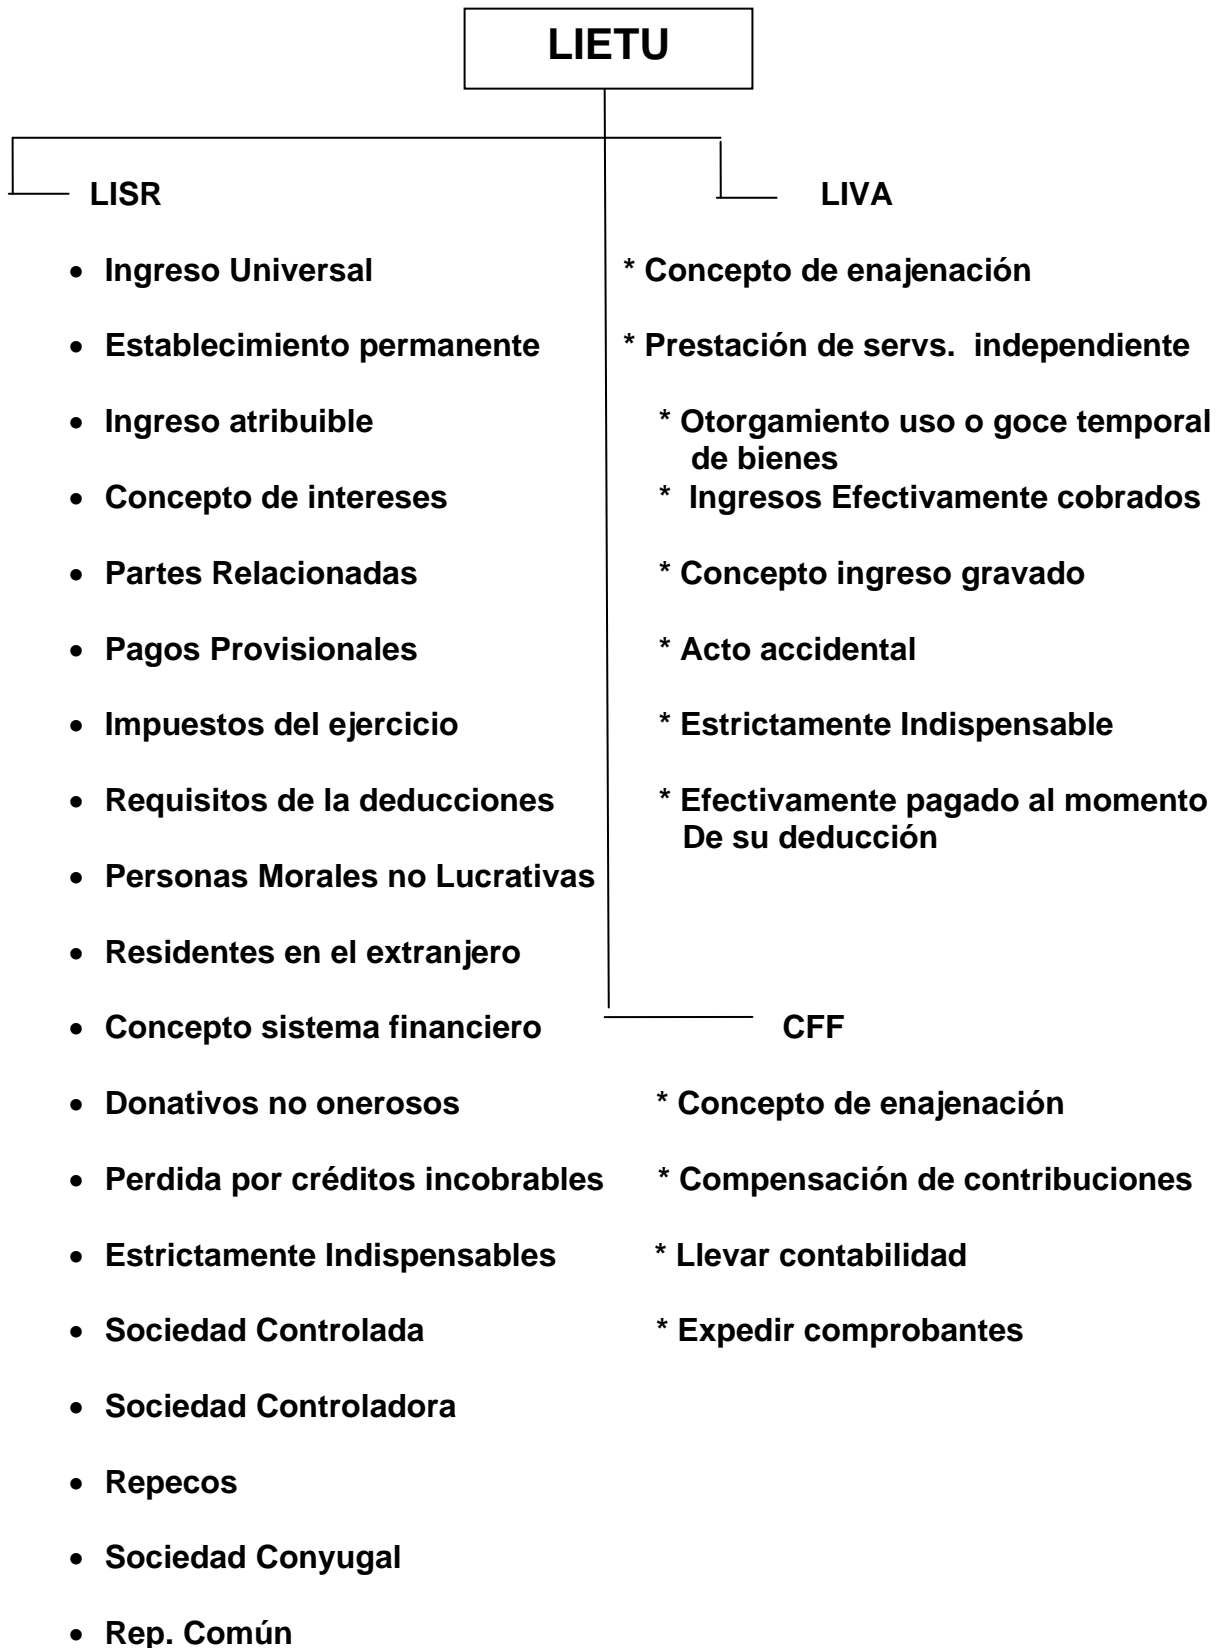 LIETU
LISR
• Ingreso Universal
• Establecimiento permanente
• Ingreso atribuible
• Concepto de intereses
• Partes Relacionadas
• Pagos Provisionales
• Impuestos del ejercicio
• Requisitos de la deducciones
• Personas Morales no Lucrativas
• Residentes en el extranjero
• Concepto sistema financiero
• Donativos no onerosos
• Perdida por créditos incobrables
• Estrictamente Indispensables
• Sociedad Controlada
• Sociedad Controladora
• Repecos
• Sociedad Conyugal
• Rep. Común
LIVA
* Concepto de enajenación
* Prestación de servs. independiente
* Otorgamiento uso o goce temporal
de bienes
* Ingresos Efectivamente cobrados
* Concepto ingreso gravado
* Acto accidental
* Estrictamente Indispensable
* Efectivamente pagado al momento
De su deducción
CFF
* Concepto de enajenación
* Compensación de contribuciones
* Llevar contabilidad
* Expedir comprobantes